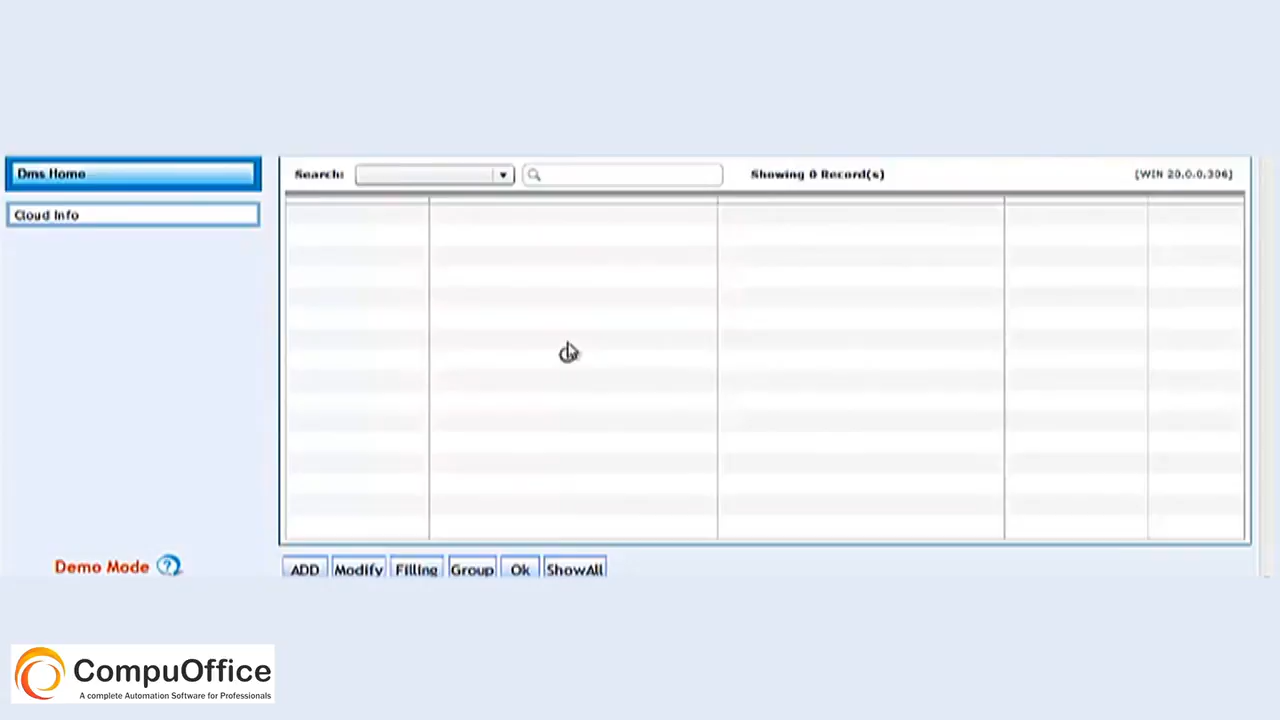 Dms Home
Search:
Showing 0 Record(s)
[WIN 20.0.0.306]
Cloud Info
Demo Mode
ADD Modify Filling Group Ok ShowAll
CompuOffice
A complete Automation Software for Professionals